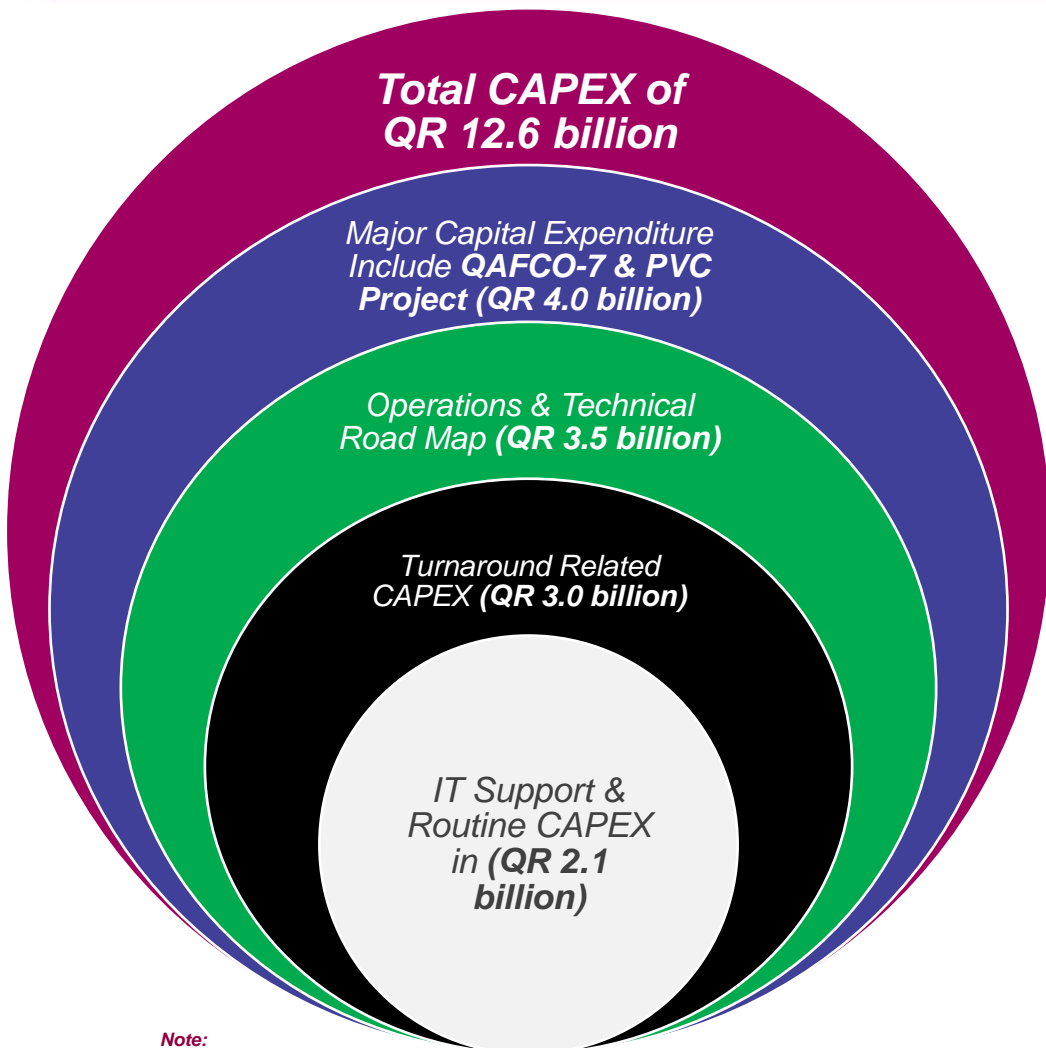 Total CAPEX of
QR 12.6 billion
Major Capital Expenditure
Include QAFCO-7 & PVC
Project (QR 4.0 billion)
Operations & Technical
Road Map (QR 3.5 billion)
Turnaround Related
CAPEX (QR 3.0 billion)
IT Support &
Routine CAPEX
in (QR 2.1
billion)
Note: